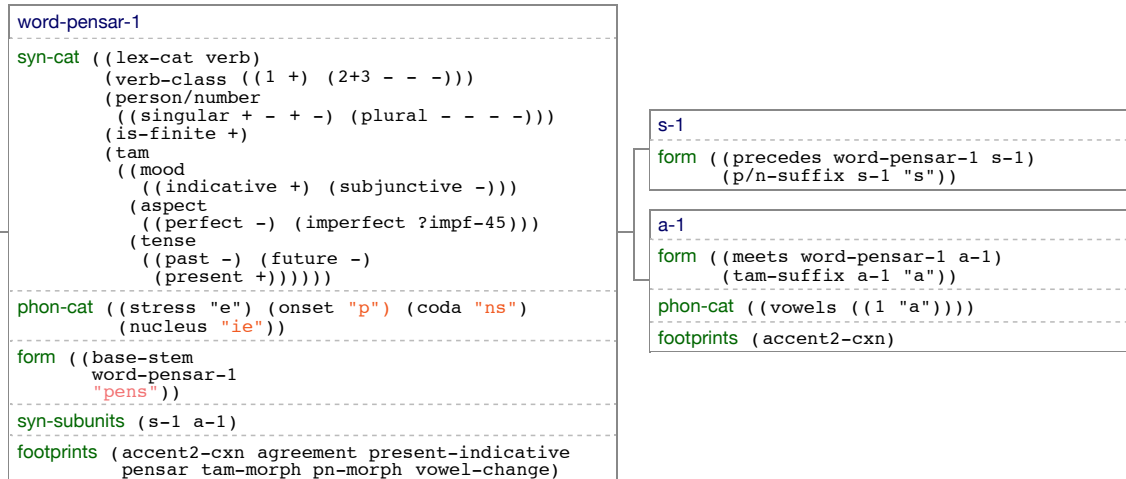 word-pensar-1
syn-cat ((lex-cat verb)
(verb-class ((1 +) (2+3 - - -)))
(person/number
((singular + - + -) (plural - - - -)))
(is-finite +)
(tam
((mood
((indicative +) (subjunctive -)))
(aspect
((perfect -) (imperfect ?impf-45)))
(tense
((past -) (future -)
(present +))))))
phon-cat ((stress "e") (onset "p") (coda "ns")
(nucleus "ie"))
form ((base-stem
word-pensar-1
"pens"))
syn-subunits (s-1 a-1)
footprints (accent2-cxn agreement present-indicative
pensar tam-morph pn-morph vowel-change)
s-1
form ((precedes word-pensar-1 s-1)
(p/n-suffix s-1 "s"))
a-1
form ((meets word-pensar-1 a-1)
(tam-suffix a-1 "a"))
phon-cat ((vowels ((1 "a"))))
footprints (accent2-cxn)